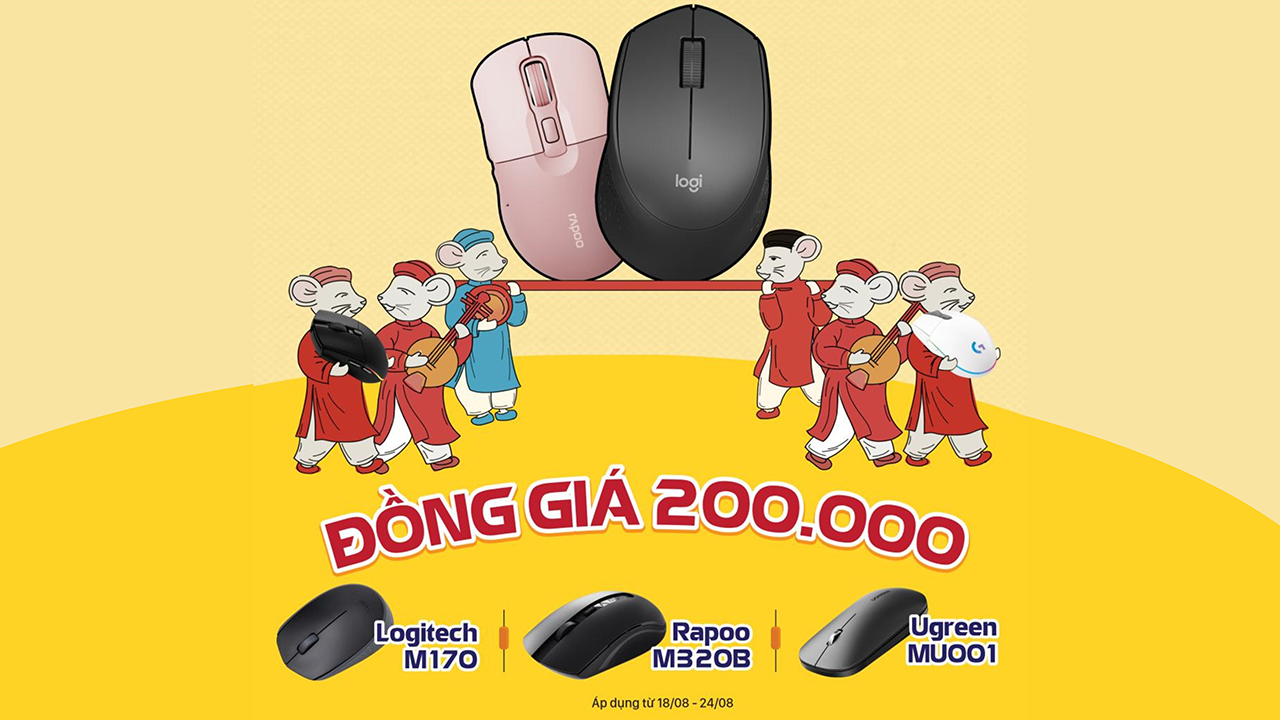 logi
rapoo
ĐỒNG GIÁ 200.000
Logitech
M170
Rapoo
M320B
Ugreen
MU001
Áp dụng từ 18/08 - 24/08